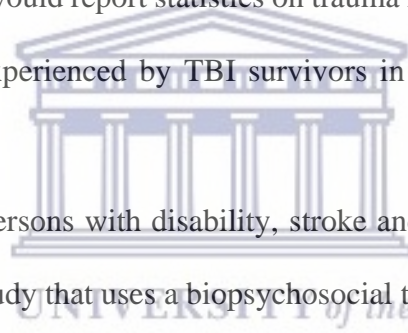 would report statistics on trauma
xperienced by TBI survivors in
ersons with disability, stroke and
udy that uses a biopsychosocial t
UNIVERSITY of the